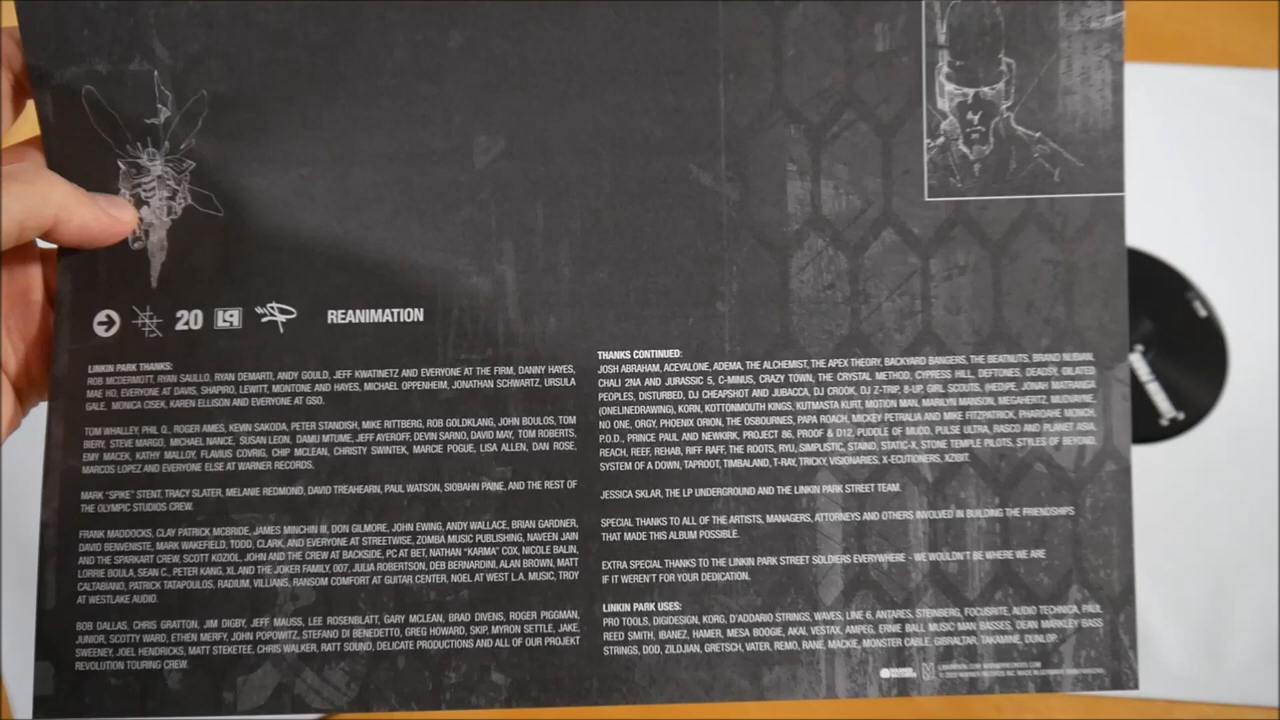 20 LP REANIMATION
LINKIN PARK THANKS:
ROB MCDERMOTT, RYAN SAULLO, RYAN DEMARTI, ANDY GOULD, JEFF KWATINETZ AND EVERYONE AT THE FIRM, DANNY HAYES,
MAE HO, EVERYONE AT DAVIS, SHAPIRO, LEWITT, MONTONE AND HAYES, MICHAEL OPPENHEIM, JONATHAN SCHWARTZ, URSULA
GALE, MONICA CISEK, KAREN ELLISON AND EVERYONE AT GSO.
TOM WHALLEY, PHIL Q., ROGER AMES, KEVIN SAKODA, PETER STANDISH, MIKE RITTBERG, ROB GOLDKLANG, JOHN BOULOS, TOM
BIERY, STEVE MARGO, MICHAEL NANCE, SUSAN LEON. DAMU MTUME, JEFF AYEROFF, DEVIN SARNO, DAVID MAY, TOM ROBERTS,
EMY MACEK, KATHY MALLOY, FLAVIUS COVRIG, CHIP MCLEAN, CHRISTY SWINTEK, MARCIE POGUE, LISA ALLEN, DAN ROSE,
MARCOS LOPEZ AND EVERYONE ELSE AT WARNER RECORDS.
MARK "SPIKE" STENT, TRACY SLATER, MELANIE REDMOND, DAVID TREAHEARN, PAUL WATSON, SIOBAHN PAINE, AND THE REST OF
THE OLYMPIC STUDIOS CREW.
FRANK MADDOCKS, CLAY PATRICK MCBRIDE, JAMES MINCHIN III, DON GILMORE, JOHN EWING, ANDY WALLACE, BRIAN GARDNER,
DAVID BENVENISTE, MARK WAKEFIELD, TODD, CLARK, AND EVERYONE AT STREETWISE, ZOMBA MUSIC PUBLISHING, NAVEEN JAIN
AND THE SPARKART CREW, SCOTT KOZIOL, JOHN AND THE CREW AT BACKSIDE, PC AT BET, NATHAN "KARMA" COX, NICOLE BALIN,
LORRIE BOULA, SEAN C., PETER KANG, XL AND THE JOKER FAMILY, 007, JULIA ROBERTSON, DEB BERNARDINI, ALAN BROWN, MATT
CALTABIANO, PATRICK TATAPOULOS, RADIUM, VILLIANS, RANSOM COMFORT AT GUITAR CENTER, NOEL AT WEST L.A. MUSIC, TROY
AT WESTLAKE AUDIO.
BOB DALLAS, CHRIS GRATTON, JIM DIGBY, JEFF MAUSS, LEE ROSENBLATT, GARY MCLEAN, BRAD DIVENS, ROGER PIGGMAN,
JUNIOR, SCOTTY WARD, ETHEN MERFY, JOHN POPOWITZ, STEFANO DI BENEDETTO, GREG HOWARD, SKIP, MYRON SETTLE, JAKE,
SWEENEY, JOEL HENDRICKS, MATT STEKETEE, CHRIS WALKER, RATT SOUND, DELICATE PRODUCTIONS AND ALL OF OUR PROJEKT
REVOLUTION TOURING CREW.
THANKS CONTINUED:
JOSH ABRAHAM, ACEYALONE, ADEMA, THE ALCHEMIST, THE APEX THEORY, BACKYARD BANGERS, THE BEATNUTS, BRAND NUBIAN,
CHALI 2NA AND JURASSIC 5, C-MINUS, CRAZY TOWN, THE CRYSTAL METHOD, CYPRESS HILL, DEFTONES, DEADSY, DILATED
PEOPLES, DISTURBED, DJ CHEAPSHOT AND JUBACCA, DJ CROOK, DJ Z-TRIP, 8-UP, GIRL SCOUTS, (HED)PE, JONAH MATRANGA
(ONELINEDRAWING), KORN, KOTTONMOUTH KINGS, KUTMASTA KURT, MOTION MAN, MARILYN MANSON, MEGAHERTZ, MUDVAYNE,
NO ONE, ORGY, PHOENIX ORION, THE OSBOURNES, PAPA ROACH, MICKEY PETRALIA AND MIKE FITZPATRICK, PHAROAHE MONCH,
P.O.D., PRINCE PAUL AND NEWKIRK, PROJECT 86, PROOF & D12, PUDDLE OF MUDD, PULSE ULTRA, RASCO AND PLANET ASIA,
REACH, REEF, REHAB, RIFF RAFF, THE ROOTS, RYU, SIMPLISTIC, STAIND, STATIC-X, STONE TEMPLE PILOTS, STYLES OF BEYOND,
SYSTEM OF A DOWN, TAPROOT, TIMBALAND, T-RAY, TRICKY, VISIONARIES, X-ECUTIONERS, XZIBIT.
JESSICA SKLAR, THE LP UNDERGROUND AND THE LINKIN PARK STREET TEAM.
SPECIAL THANKS TO ALL OF THE ARTISTS, MANAGERS, ATTORNEYS AND OTHERS INVOLVED IN BUILDING THE FRIENDSHIPS
THAT MADE THIS ALBUM POSSIBLE.
EXTRA SPECIAL THANKS TO THE LINKIN PARK STREET SOLDIERS EVERYWHERE - WE WOULDN'T BE WHERE WE ARE
IF IT WEREN'T FOR YOUR DEDICATION.
LINKIN PARK USES:
PRO TOOLS, DIGIDESIGN, KORG, D'ADDARIO STRINGS, WAVES, LINE 6, ANTARES, STEINBERG, FOCUSRITE, AUDIO TECHNICA, PAUL
REED SMITH, IBANEZ, HAMER, MESA BOOGIE, AKAI, VESTAX, AMPEG, ERNIE BALL MUSIC MAN BASSES, DEAN MARKLEY BASS
STRINGS, DOD, ZILDJIAN, GRETSCH, VATER, REMO, RANE, MACKIE, MONSTER CABLE, GIBRALTAR, TAKAMINE, DUNLOP.